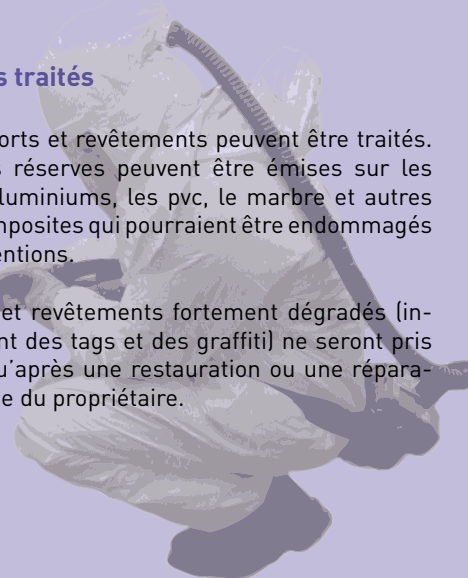 s traités
orts et revêtements peuvent être traités.
s réserves peuvent être émises sur les
luminiums, les pvc, le marbre et autres
mposites qui pourraient être endommagés
entions.
et revêtements fortement dégradés (in-
nt des tags et des graffiti) ne seront pris
u’après une restauration ou une répara-
e du propriétaire.